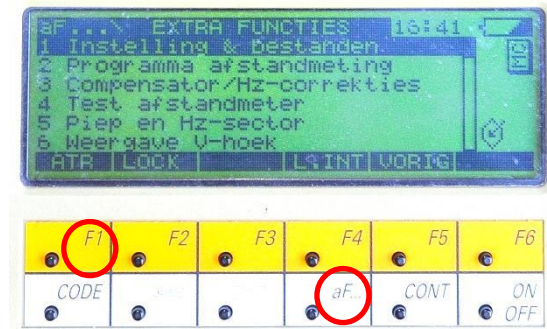 aF...\ EXTRA FUNCTIES 16:41
1 Instelling & bestanden
MC
2 Programma afstandmeting
3 Compensator/Hz-correkties
4 Test afstandmeter
5 Piep en Hz-sector
6 Weergave V-hoek
ATR LOCK L.INT VORIG
F1 F2 F3 F4 F5 F6
CODE aF... CONT ON
OFF